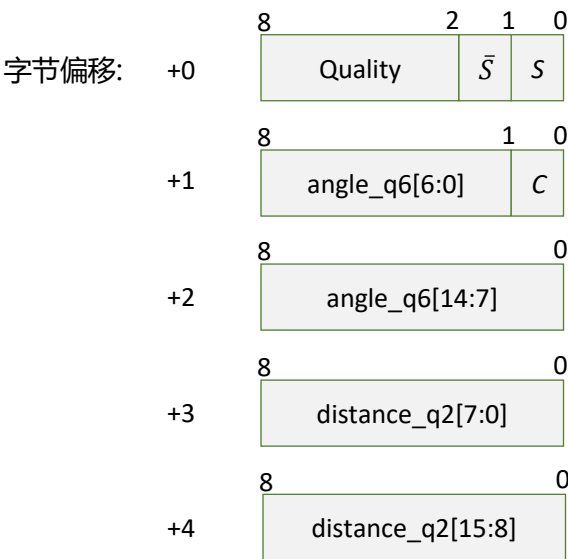 8 2 1 0
字节偏移: +0 Quality S̄ S
8 1 0
+1 angle_q6[6:0] C
8 0
+2 angle_q6[14:7]
8 0
+3 distance_q2[7:0]
8 0
+4 distance_q2[15:8]